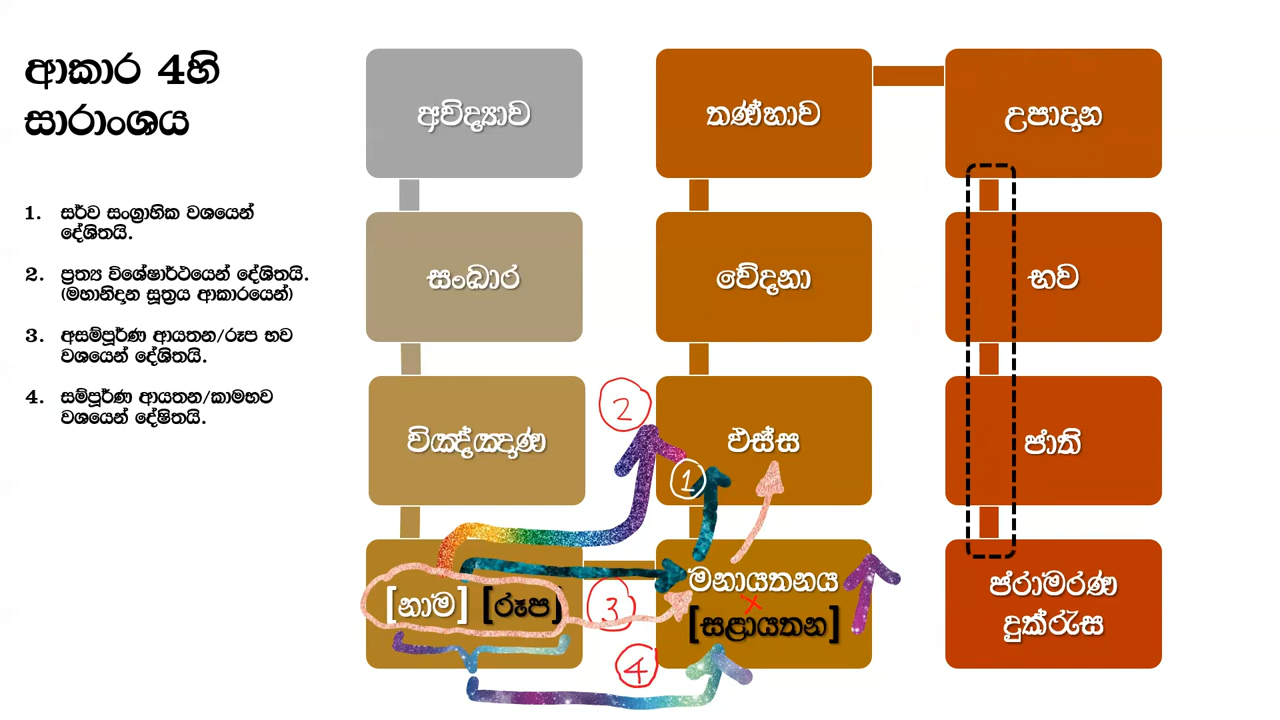 ආකාර 4හි
සාරාංශය
1. සර්ව සංග්‍රාහික වශයෙන්
දේශිතයි.
2. ප්‍රත්‍ය විශේෂාර්ථයෙන් දේශිතයි.
(මහානිදාන සූත්‍රය ආකාරයෙන්)
3. අසම්පූර්ණ ආයතන/රූප භව
වශයෙන් දේශිතයි.
4. සම්පූර්ණ ආයතන/කාමභව
වශයෙන් දේෂිතයි.
අවිද්‍යාව
සංඛාර
විඤ්ඤාණ
[නාම] [රූප]
තණ්හාව
වේදනා
ඵස්ස
මනායතනය
[සළායතන]
උපාදාන
භව
ජාති
ජරාමරණ
දුක්රැස
2
1
3
4